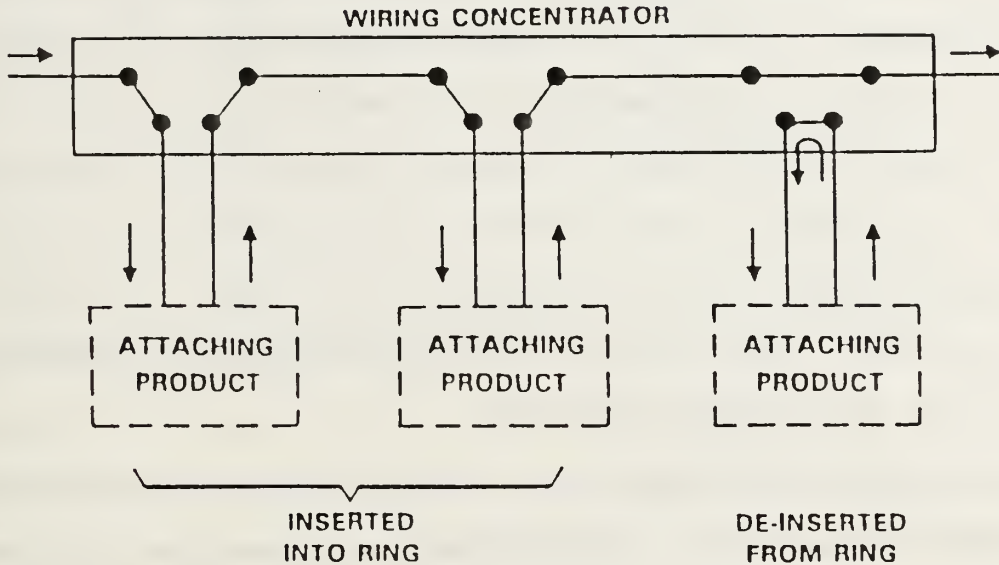 WIRING CONCENTRATOR
ATTACHING
PRODUCT
ATTACHING
PRODUCT
ATTACHING
PRODUCT
INSERTED
INTO RING
DE-INSERTED
FROM RING